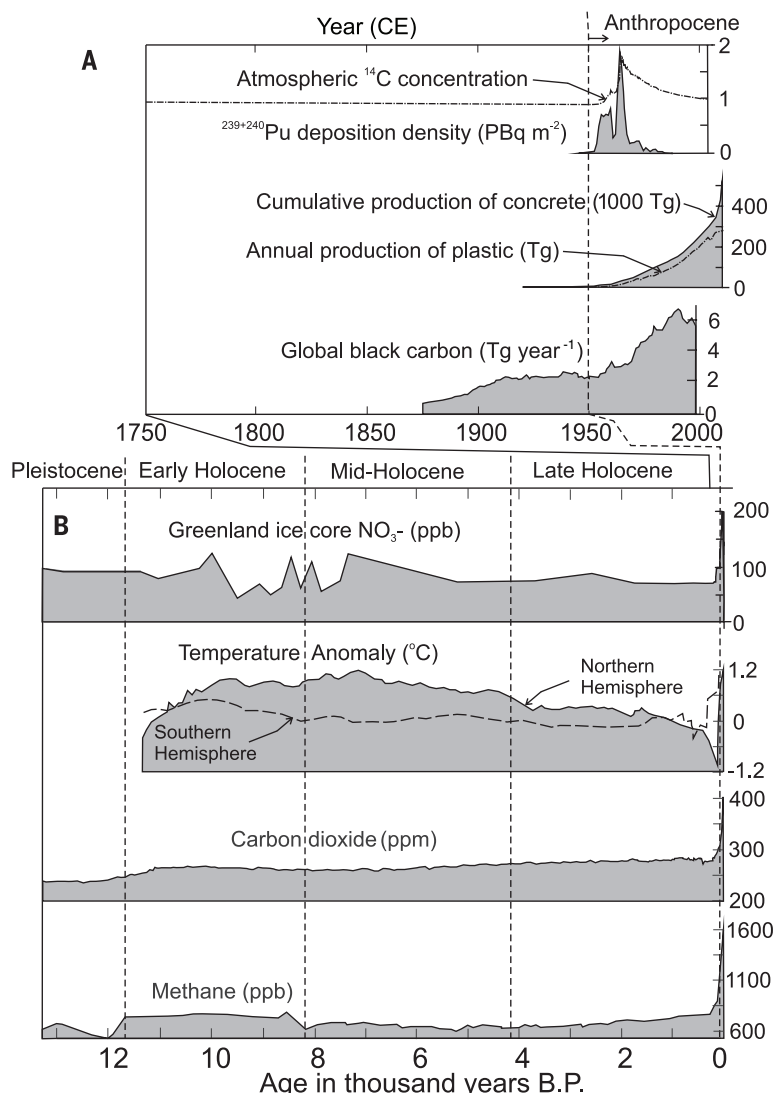 Year (CE)
Anthropocene
A
2
Atmospheric ¹⁴C concentration
1
²³⁹⁺²⁴⁰Pu deposition density (PBq m⁻²)
0
Cumulative production of concrete (1000 Tg)
400
Annual production of plastic (Tg)
200
0
Global black carbon (Tg year⁻¹)
6
4
2
0
1750 1800 1850 1900 1950 2000
Pleistocene Early Holocene Mid-Holocene Late Holocene
B
200
Greenland ice core NO₃- (ppb)
100
0
Temperature Anomaly (°C)
Northern
Hemisphere
1.2
Southern
Hemisphere
0
-1.2
400
Carbon dioxide (ppm)
300
200
1600
1100
Methane (ppb)
600
12 10 8 6 4 2 0
Age in thousand years B.P.